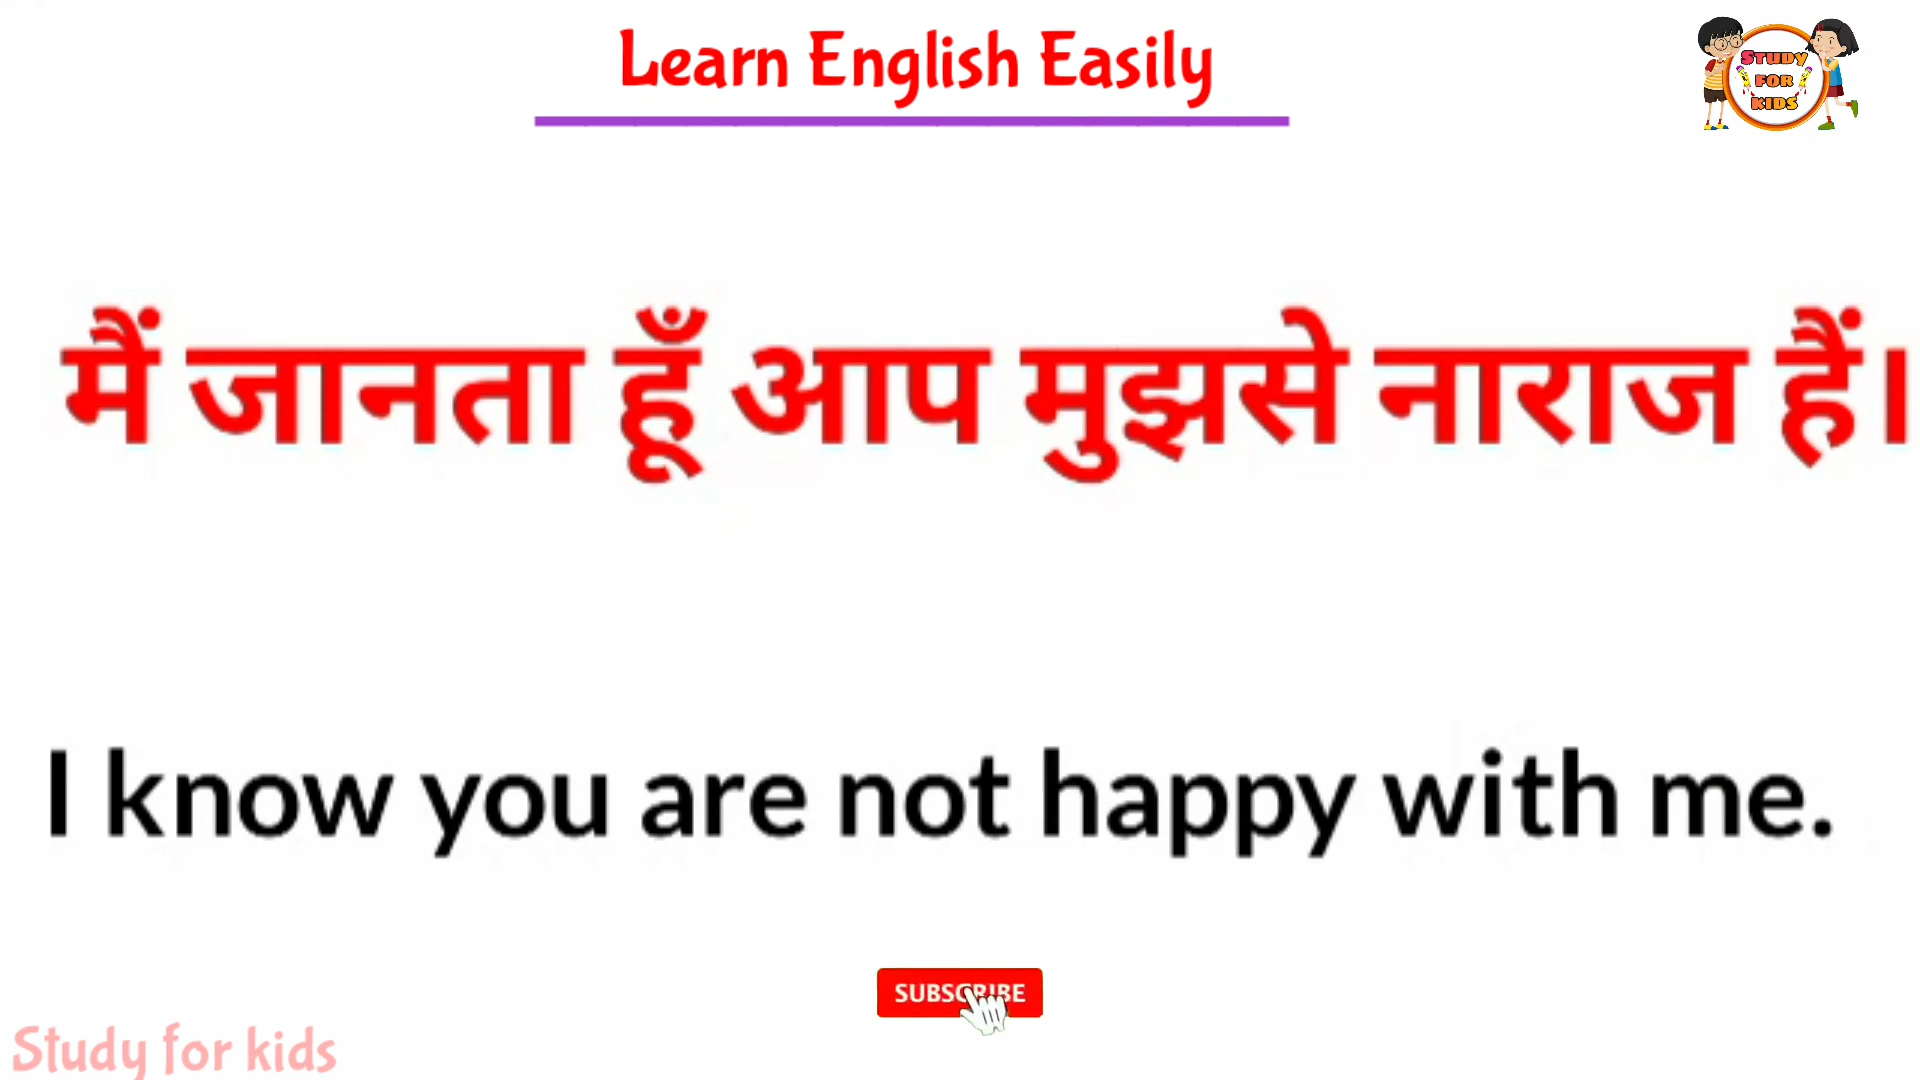 Learn English Easily
STUDY
FOR
KIDS
मैं जानता हूँ आप मुझसे नाराज हैं।
I know you are not happy with me.
SUBSCRIBE
Study for kids